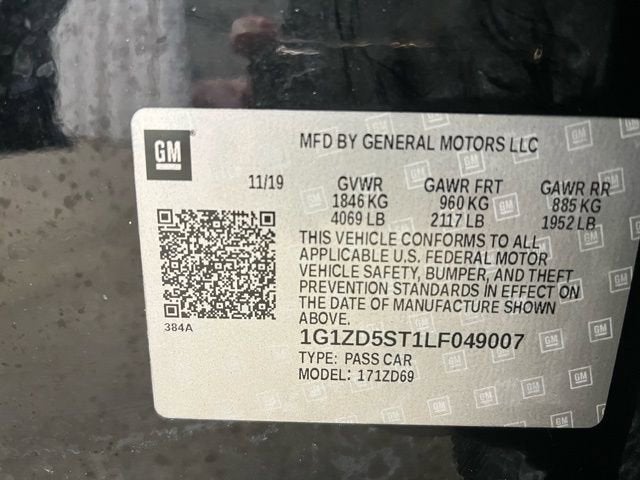 GM
MFD BY GENERAL MOTORS LLC
11/19 GVWR GAWR FRT GAWR RR
1846 KG 960 KG 885 KG
4069 LB 2117 LB 1952 LB
THIS VEHICLE CONFORMS TO ALL
APPLICABLE U.S. FEDERAL MOTOR
VEHICLE SAFETY, BUMPER, AND THEFT
PREVENTION STANDARDS IN EFFECT ON
THE DATE OF MANUFACTURE SHOWN
ABOVE.
384A
1G1ZD5ST1LF049007
TYPE: PASS CAR
MODEL: 171ZD69